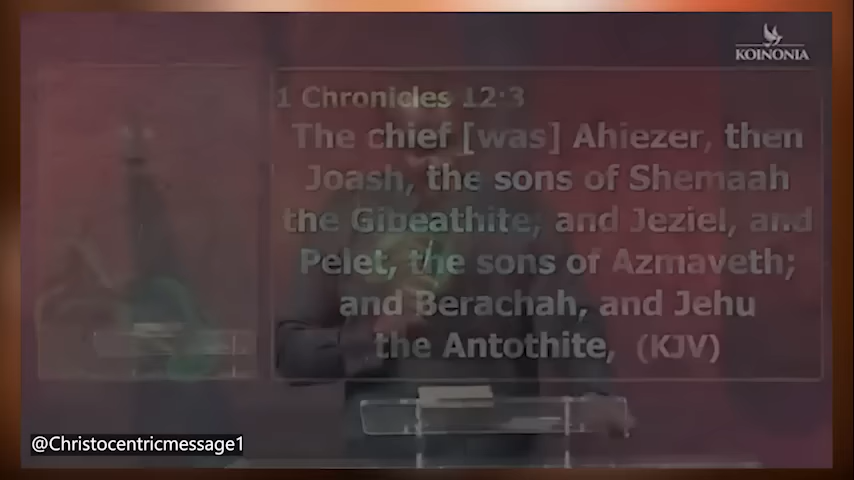 KOINONIA
1 Chronicles 12:3
The chief [was] Ahiezer, then
Joash, the sons of Shemaah
the Gibeathite; and Jeziel, and
Pelet, the sons of Azmaveth;
and Berachah, and Jehu
the Antothite, (KJV)
@Christocentricmessage1